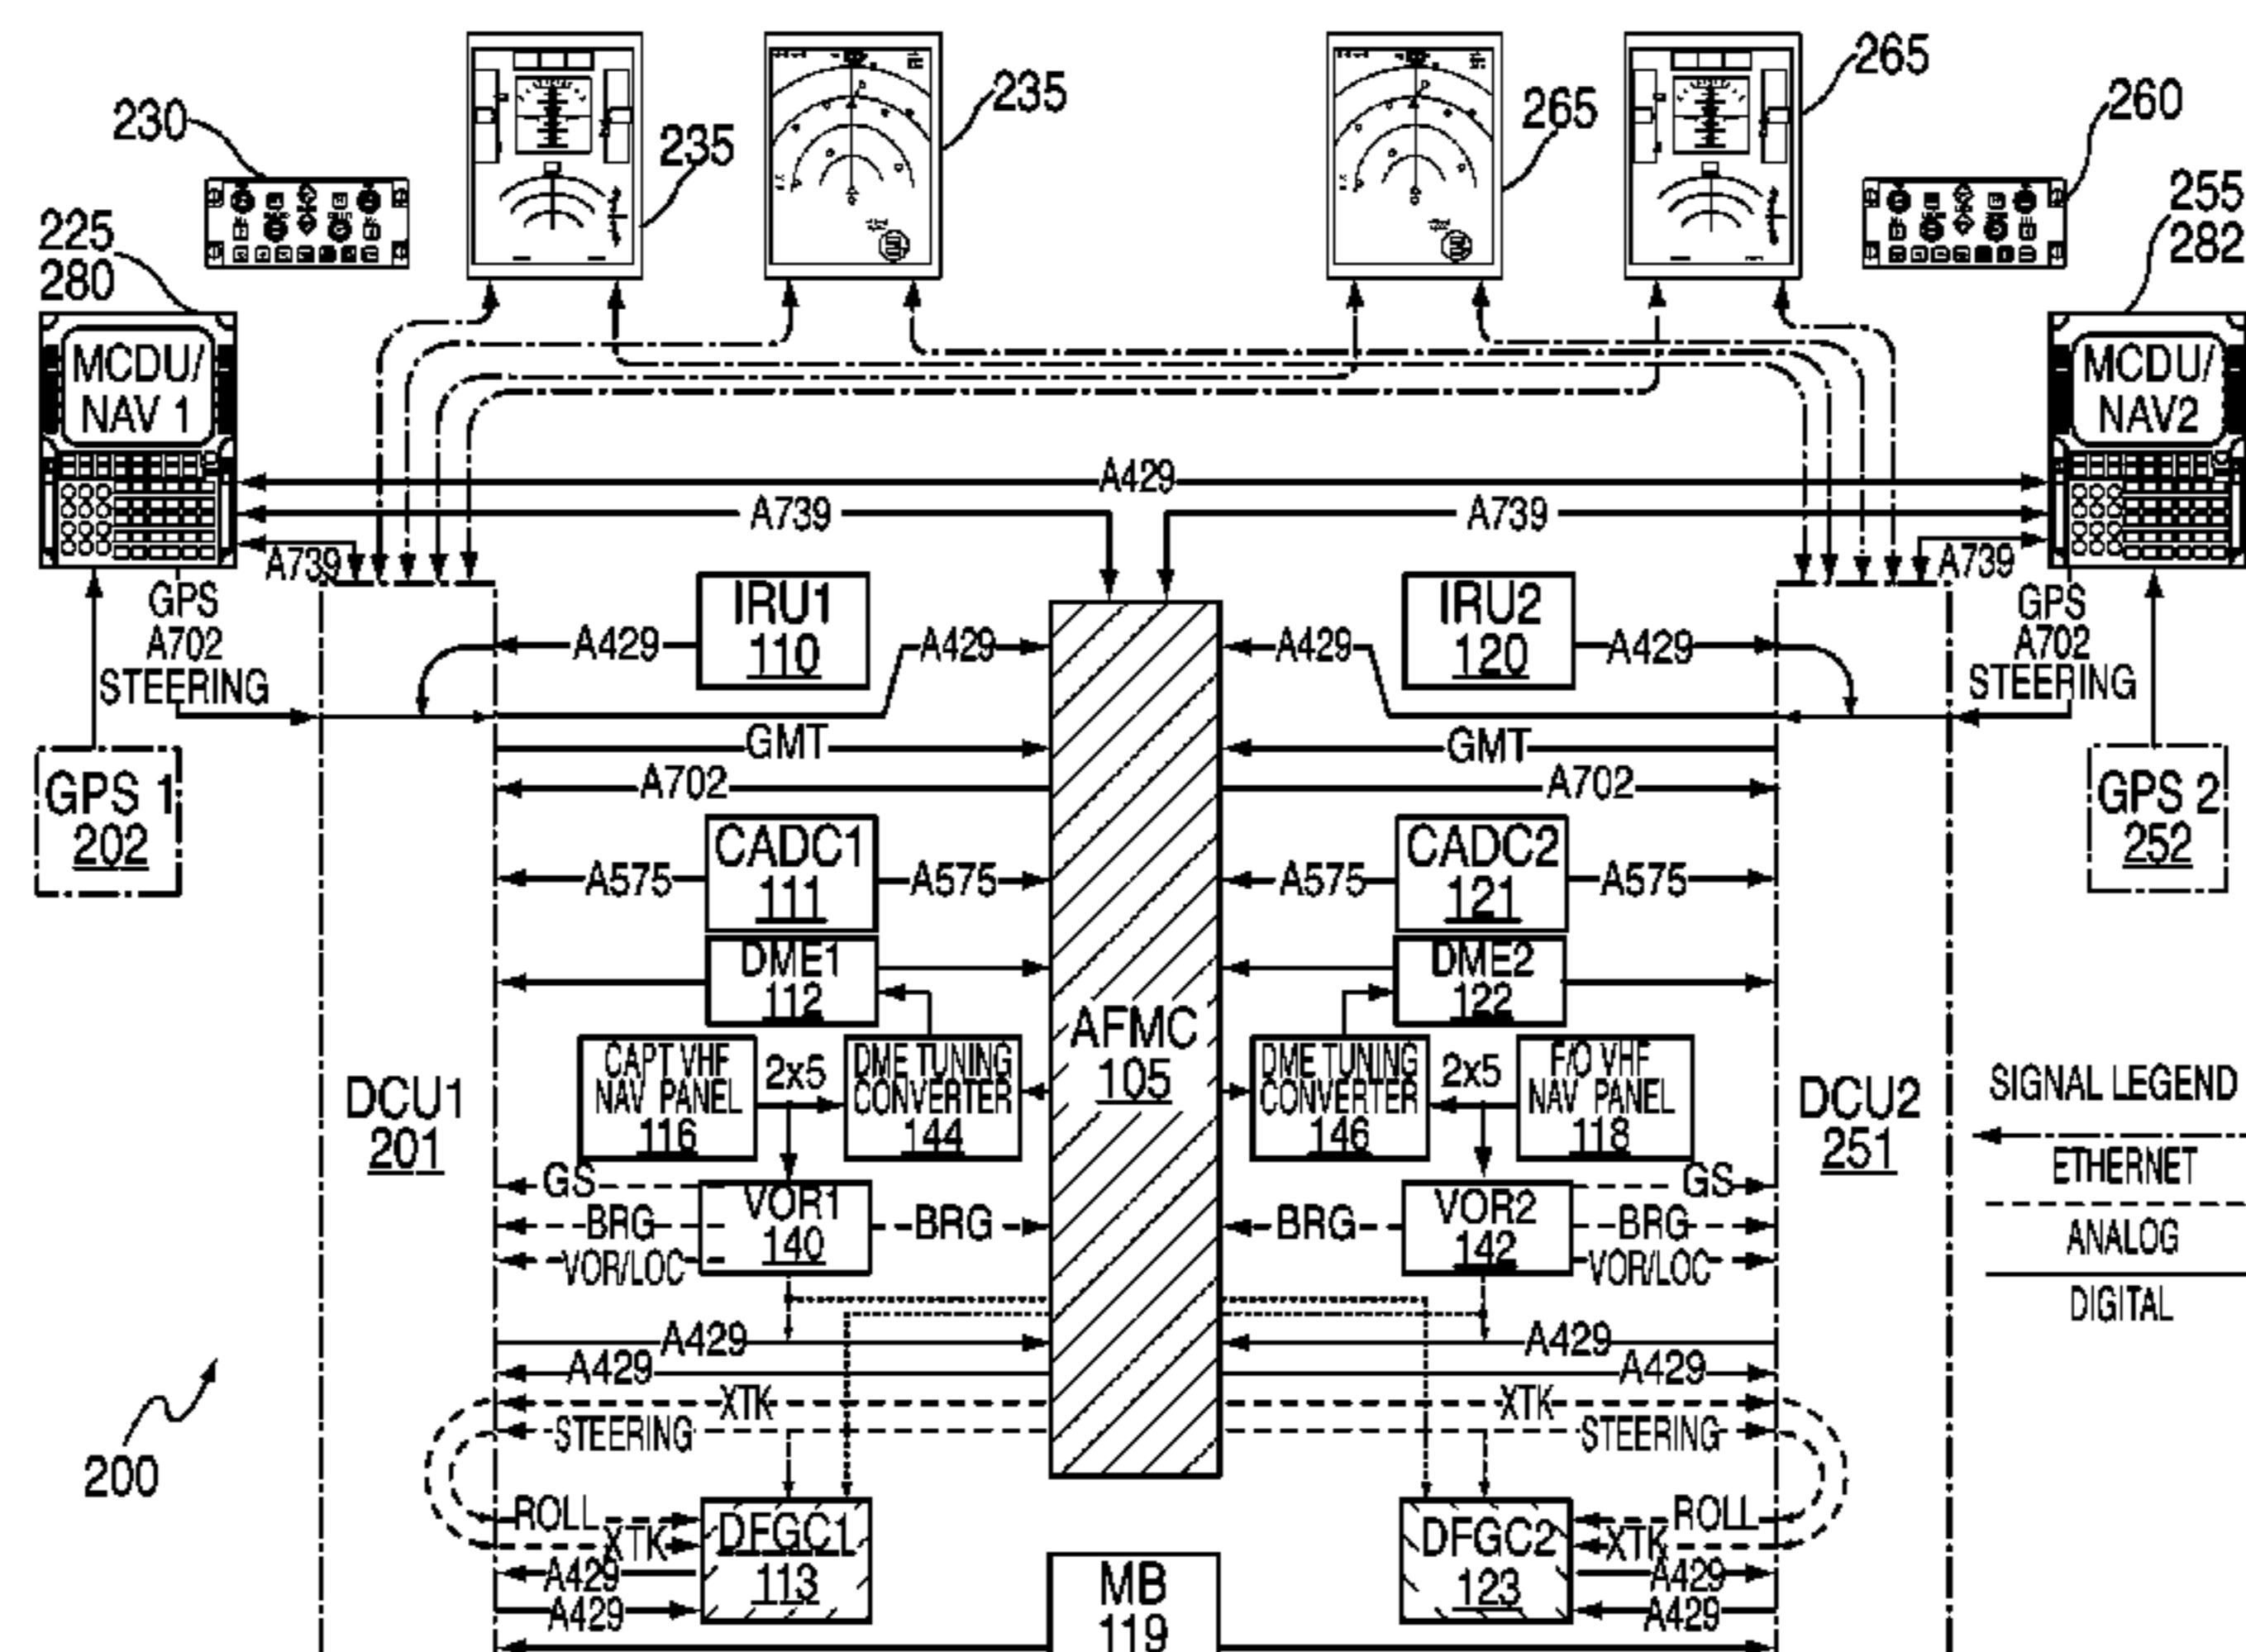 230
235
235
265
265
260
225
280
255
282
MCDU/
NAV 1
MCDU/
NAV2
A429
A739
A739
A739
A739
GPS
A702
STEERING
GPS
A702
STEERING
IRU1
110
IRU2
120
A429
A429
A429
A429
GMT
GMT
A702
A702
GPS 1
202
GPS 2
252
CADC1
111
CADC2
121
A575
A575
A575
A575
DME1
112
DME2
122
AFMC
105
CAPT VHF
NAV PANEL
116
2x5
DME TUNING
CONVERTER
144
DME TUNING
CONVERTER
146
2x5
F/O VHF
NAV PANEL
118
DCU1
201
DCU2
251
SIGNAL LEGEND
ETHERNET
ANALOG
DIGITAL
GS
BRG
VOR/LOC
VOR1
140
BRG
BRG
VOR2
142
GS
BRG
VOR/LOC
A429
A429
A429
A429
XTK
XTK
STEERING
STEERING
200
ROLL
XTK
A429
A429
DFGC1
113
DFGC2
123
ROLL
XTK
A429
A429
MB
119